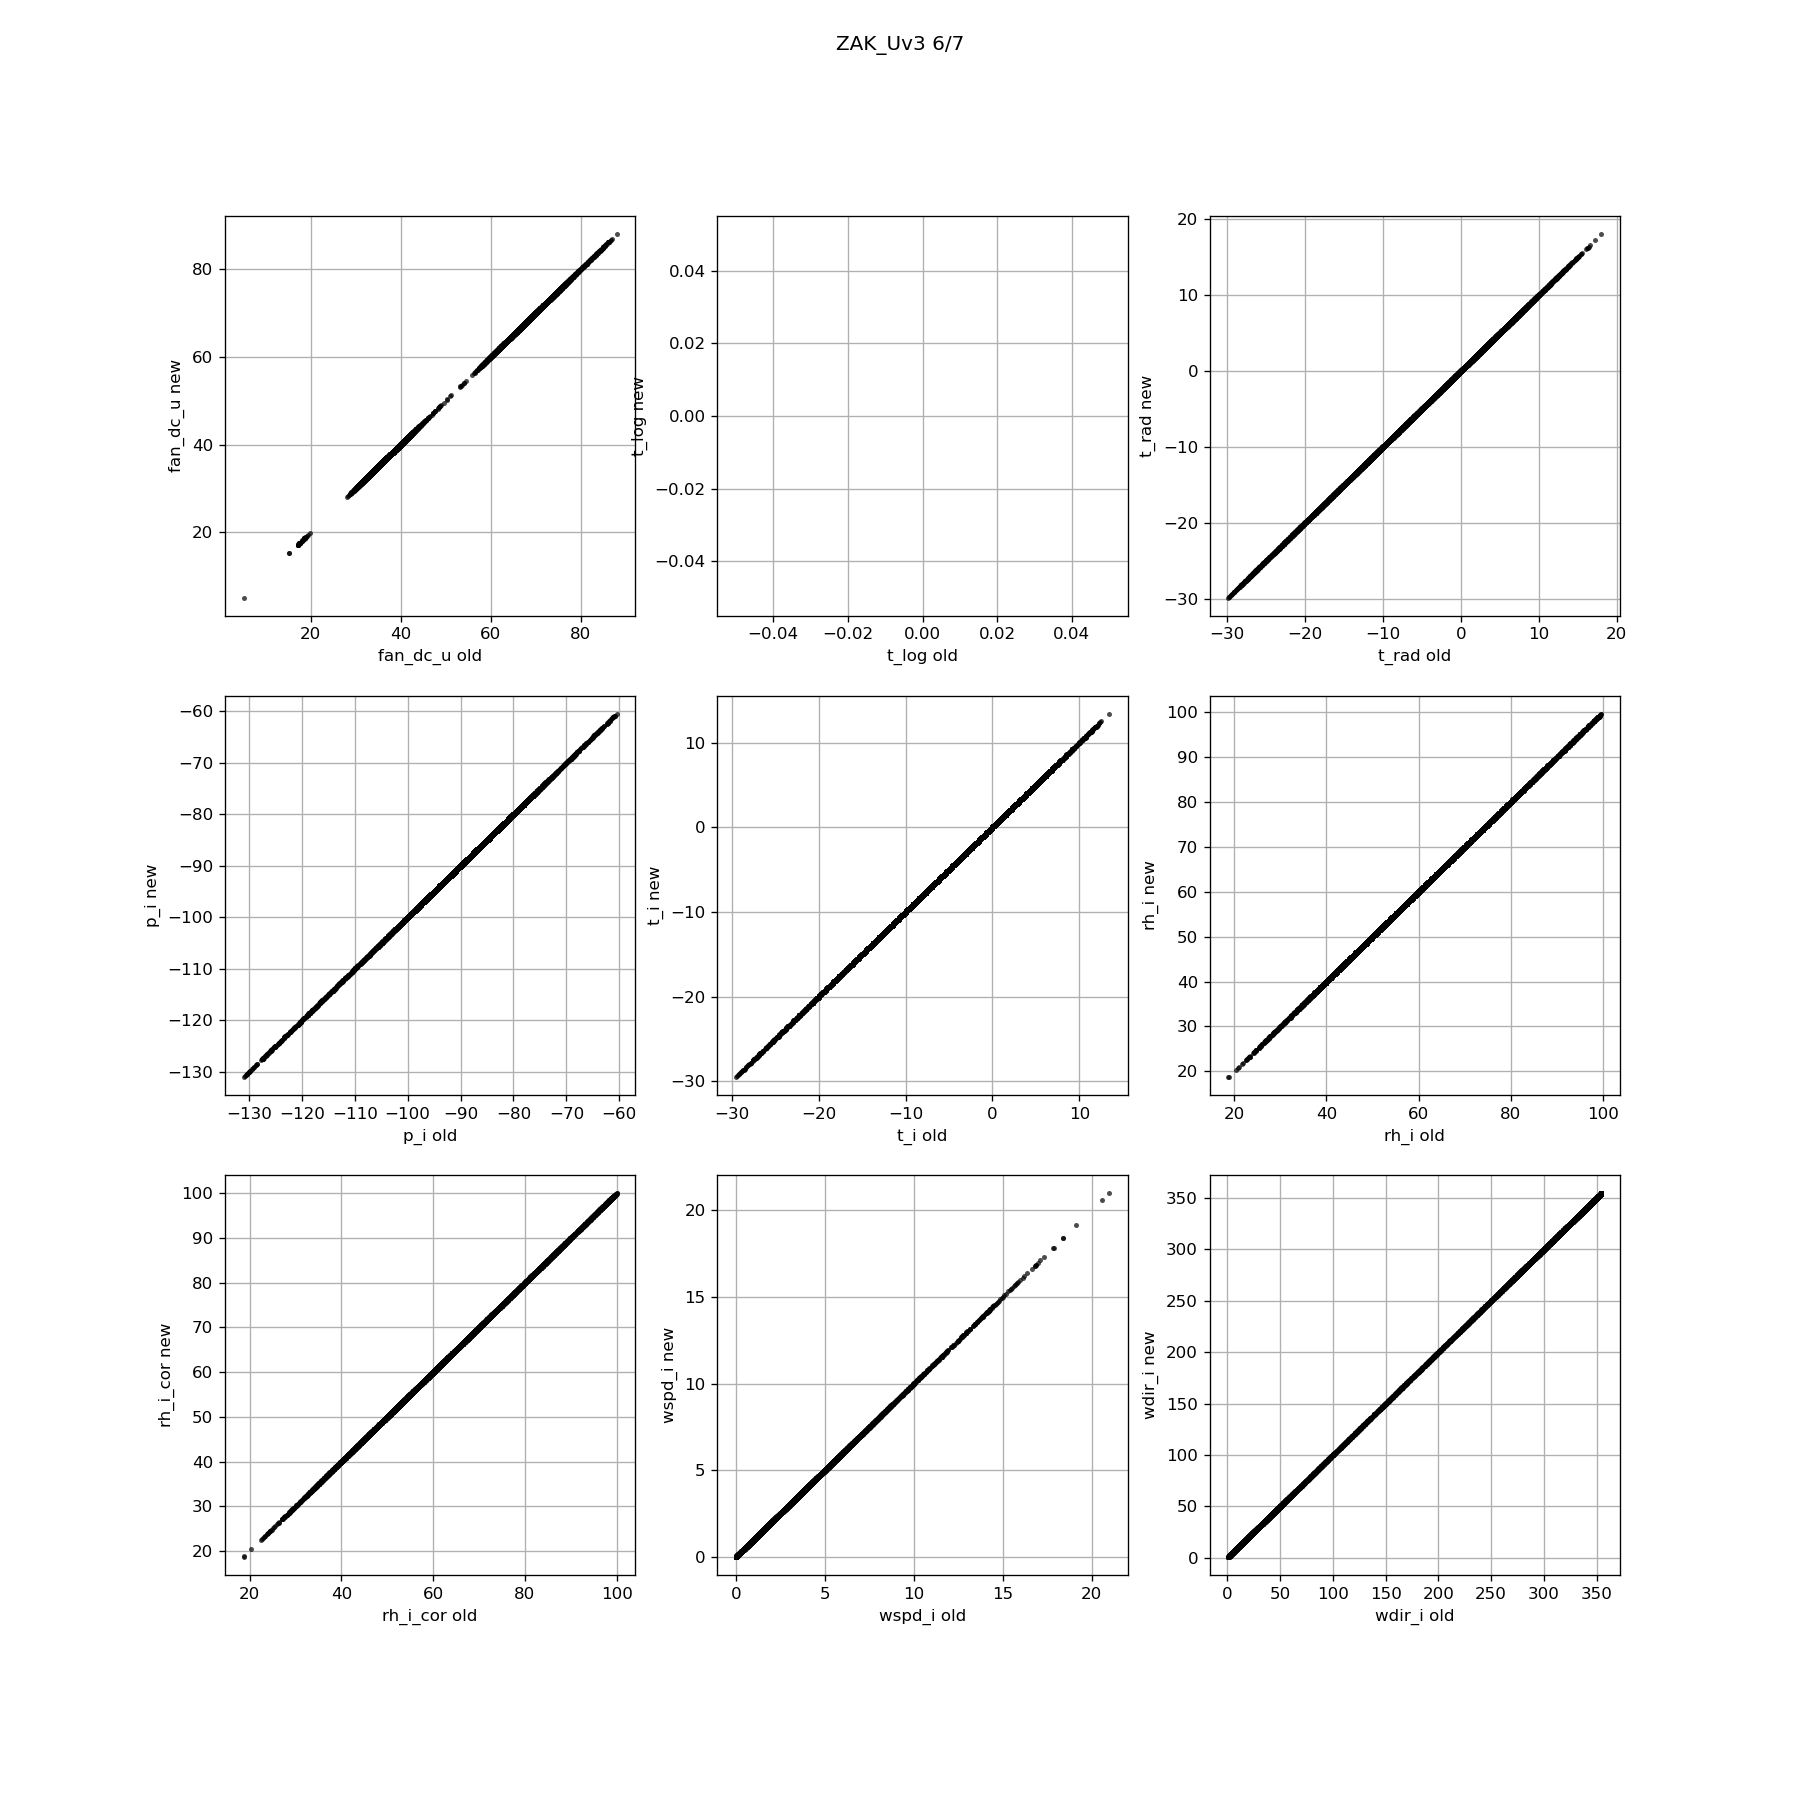 ZAK_Uv3 6/7
fan_dc_u new
80
60
40
20
20 40 60 80
fan_dc_u old
t_log new
0.04
0.02
0.00
−0.02
−0.04
−0.04 −0.02 0.00 0.02 0.04
t_log old
t_rad new
20
10
0
−10
−20
−30
−30 −20 −10 0 10 20
t_rad old
p_i new
−60
−70
−80
−90
−100
−110
−120
−130
−130 −120 −110 −100 −90 −80 −70 −60
p_i old
t_i new
10
0
−10
−20
−30
−30 −20 −10 0 10
t_i old
rh_i new
100
90
80
70
60
50
40
30
20
20 40 60 80 100
rh_i old
rh_i_cor new
100
90
80
70
60
50
40
30
20
20 40 60 80 100
rh_i_cor old
wspd_i new
20
15
10
5
0
0 5 10 15 20
wspd_i old
wdir_i new
350
300
250
200
150
100
50
0
0 50 100 150 200 250 300 350
wdir_i old